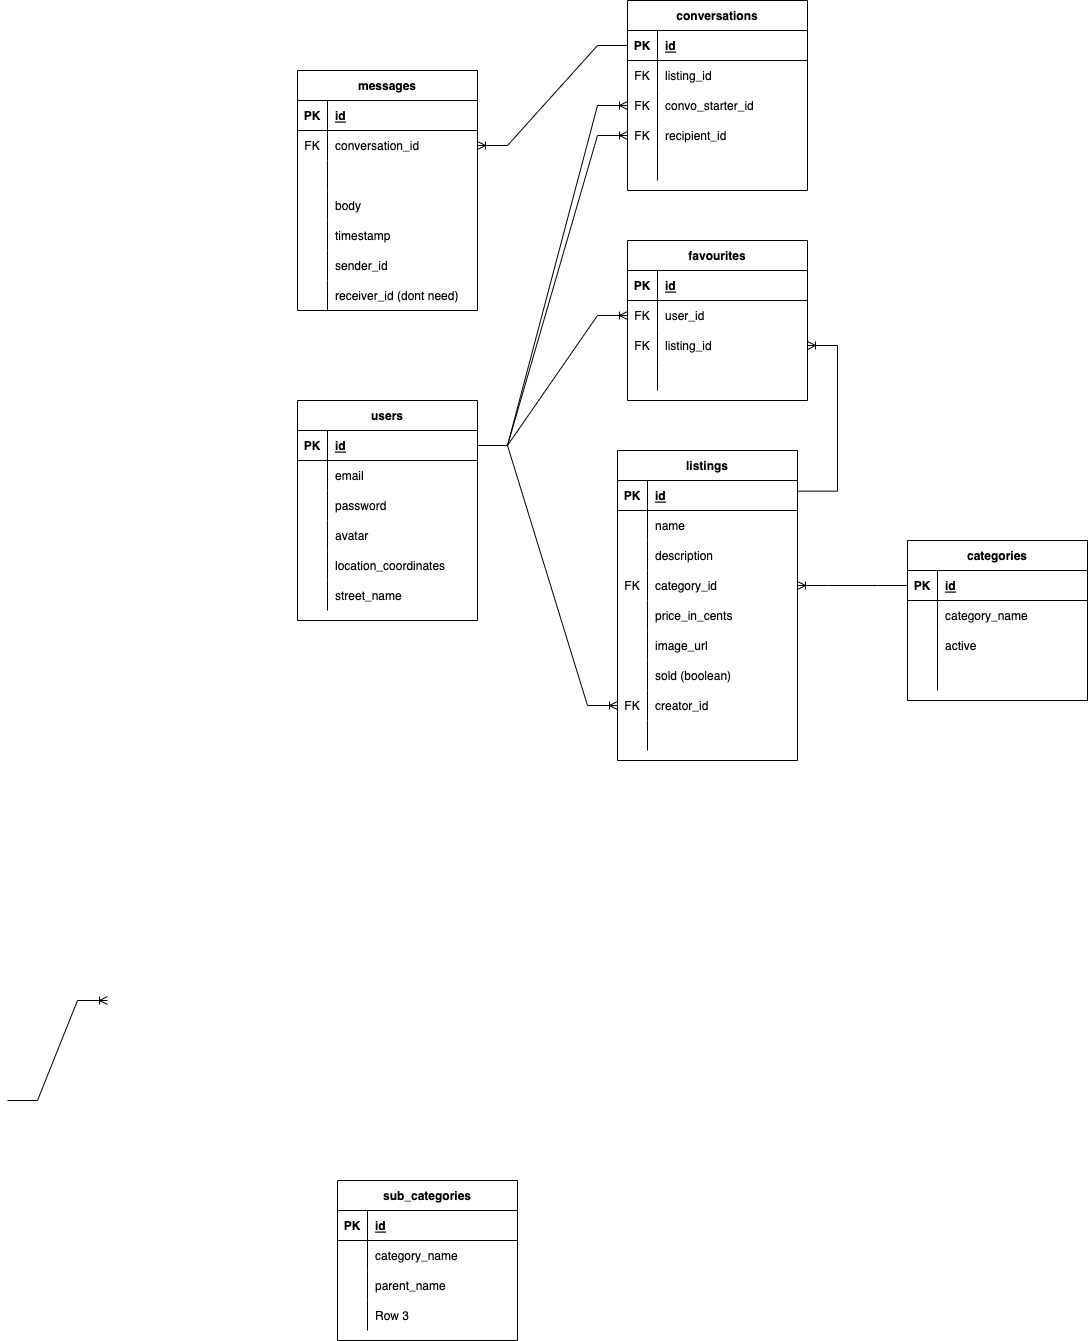 conversations
PK id
FK listing_id
FK convo_starter_id
FK recipient_id
messages
PK id
FK conversation_id
body
timestamp
sender_id
receiver_id (dont need)
favourites
PK id
FK user_id
FK listing_id
users
PK id
email
password
avatar
location_coordinates
street_name
listings
PK id
name
description
FK category_id
price_in_cents
image_url
sold (boolean)
FK creator_id
categories
PK id
category_name
active
sub_categories
PK id
category_name
parent_name
Row 3